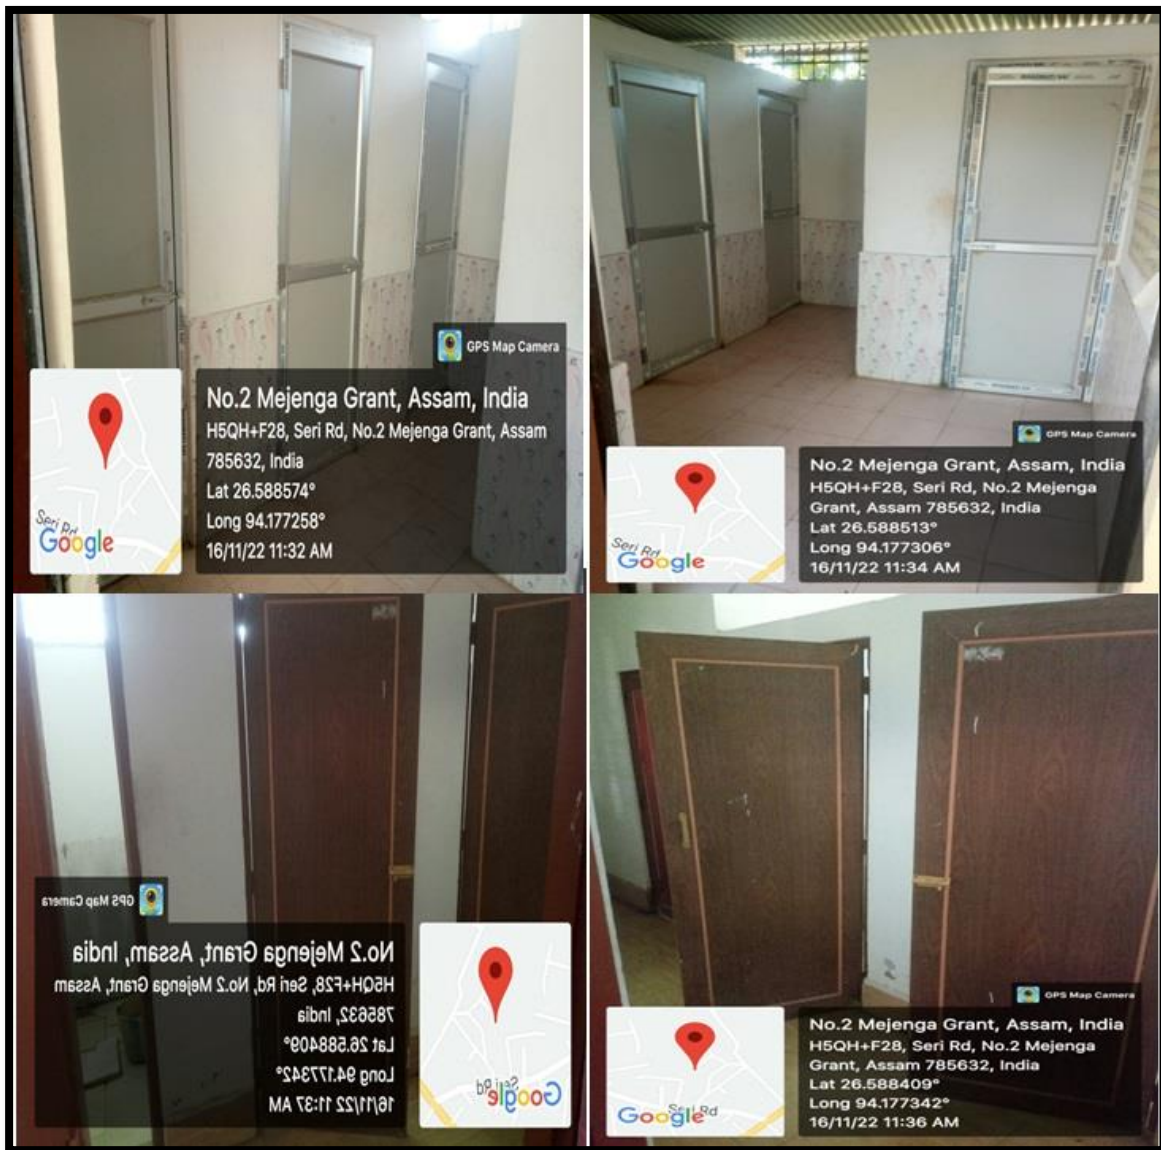 GPS Map Camera
No.2 Mejenga Grant, Assam, India
H5QH+F28, Seri Rd, No.2 Mejenga Grant, Assam
785632, India
Lat 26.588574°
Long 94.177258°
16/11/22 11:32 AM
Seri Rd
Google
GPS Map Camera
No.2 Mejenga Grant, Assam, India
H5QH+F28, Seri Rd, No.2 Mejenga
Grant, Assam 785632, India
Lat 26.588513°
Long 94.177306°
16/11/22 11:34 AM
Seri Rd
Google
GPS Map Camera
No.2 Mejenga Grant, Assam, India
H5QH+F28, Seri Rd, No.2 Mejenga Grant, Assam
785632, India
Lat 26.588409°
Long 94.177342°
16/11/22 11:37 AM
Seri Rd
Google
GPS Map Camera
No.2 Mejenga Grant, Assam, India
H5QH+F28, Seri Rd, No.2 Mejenga
Grant, Assam 785632, India
Lat 26.588409°
Long 94.177342°
16/11/22 11:36 AM
Seri Rd
Google